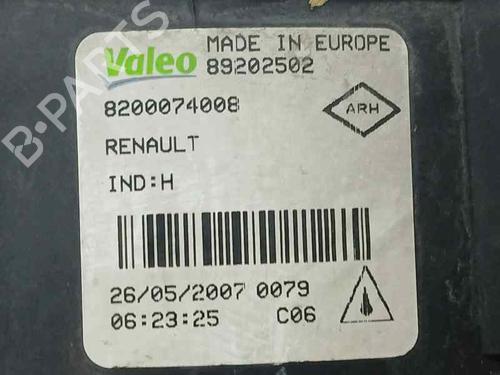 Valeo MADE IN EUROPE
89202502
8200074008
ARH
RENAULT
IND:H
26/05/2007 0079
06:23:25 C06
B-PARTS